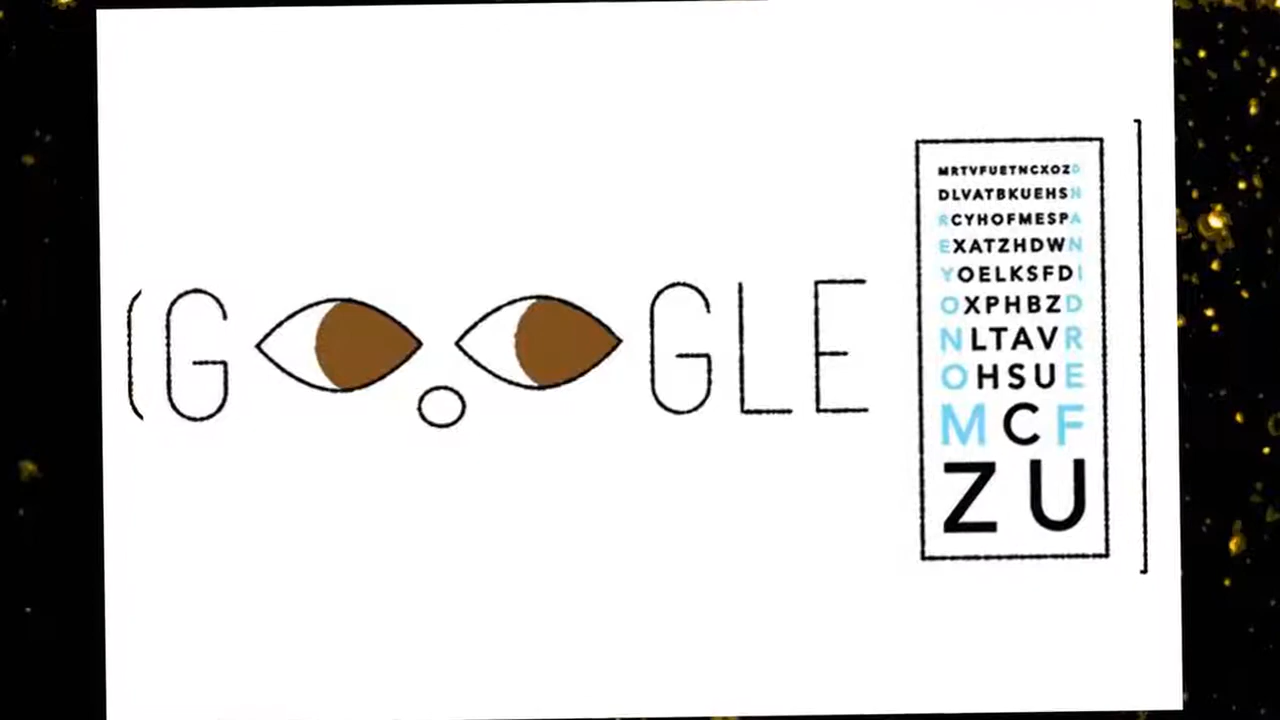 G GLE
MRTVFUETNCXOZD
DLVATBKUEHSN
RCYHOFMESPA
EXATZHDWN
YOELKSFDI
OXPHBZD
NLTAVR
OHSUE
MCF
ZU